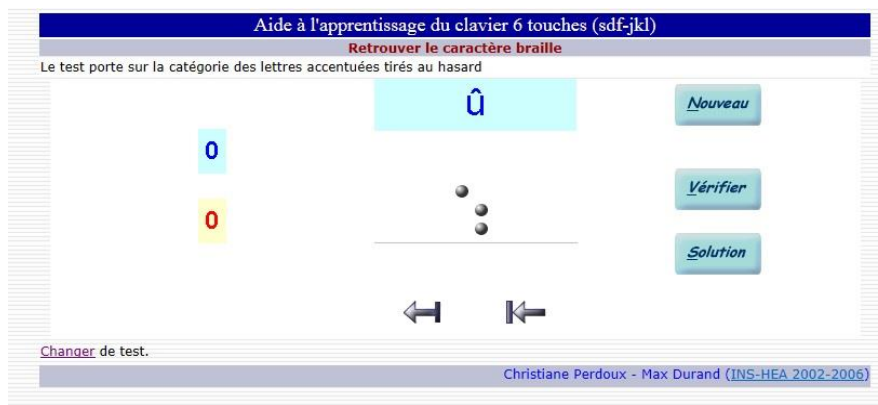 Aide à l'apprentissage du clavier 6 touches (sdf-jkl)
Retrouver le caractère braille
Le test porte sur la catégorie des lettres accentuées tirés au hasard
û
Nouveau
0
Vérifier
0
Solution
Changer de test.
Christiane Perdoux - Max Durand (INS-HEA 2002-2006)